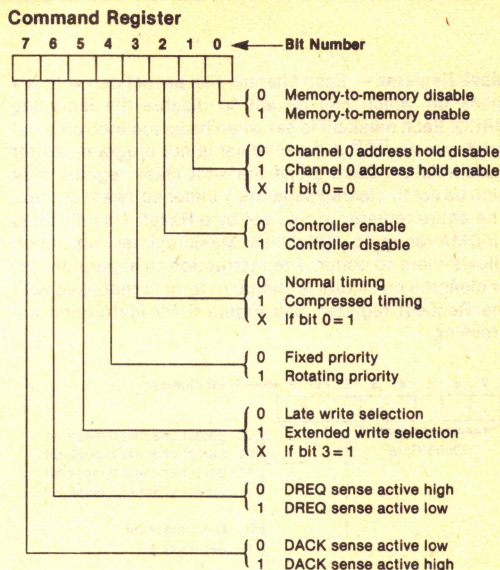 Command Register
7 6 5 4 3 2 1 0 Bit Number
0 Memory-to-memory disable
1 Memory-to-memory enable
0 Channel 0 address hold disable
1 Channel 0 address hold enable
X If bit 0=0
0 Controller enable
1 Controller disable
0 Normal timing
1 Compressed timing
X If bit 0=1
0 Fixed priority
1 Rotating priority
0 Late write selection
1 Extended write selection
X If bit 3=1
0 DREQ sense active high
1 DREQ sense active low
0 DACK sense active low
1 DACK sense active high